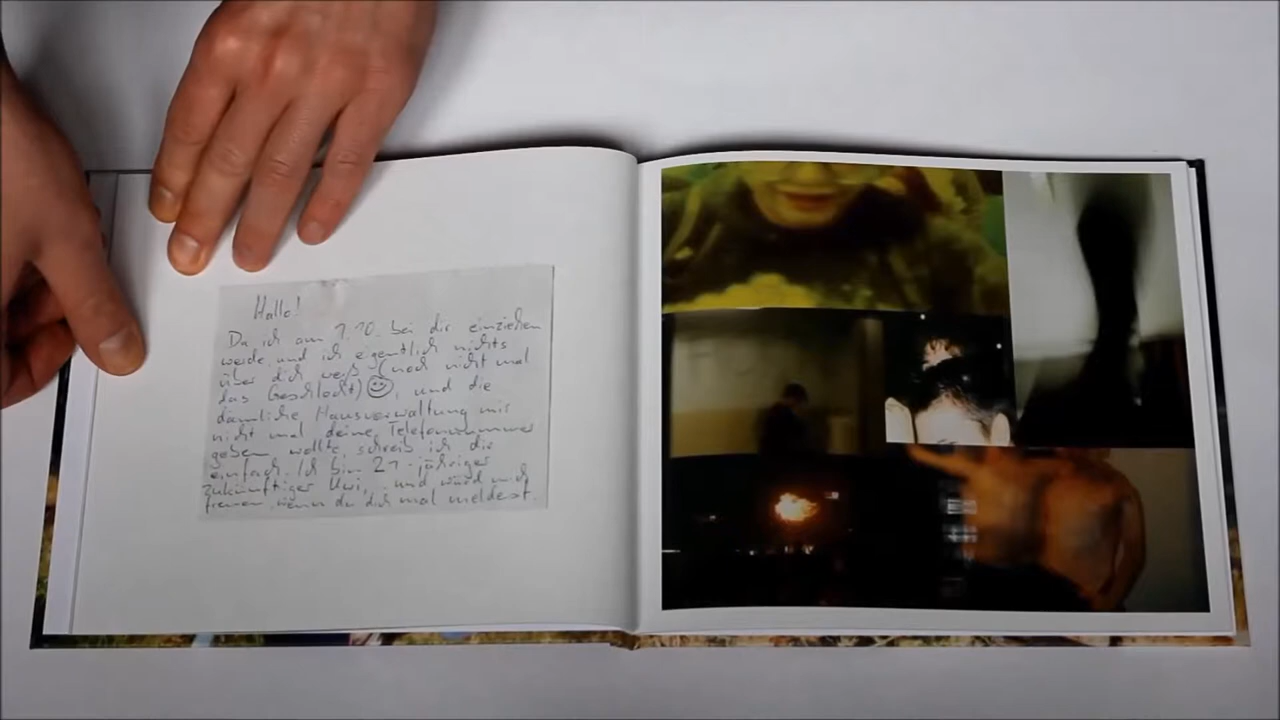 Hallo!
Da ich am 1.10. bei dir einziehen
werde, und ich eigentlich nichts
über dich weiß (noch nicht mal
das Geschlecht) ☺, und die
dämliche Hausverwaltung mir
nicht mal deine Telefonnummer
geben wollte, schreib ich dir
einfach. Ich bin 21-jähriger
zukünftiger Uni, und würd mich
freuen, wenn du dich mal meldest.